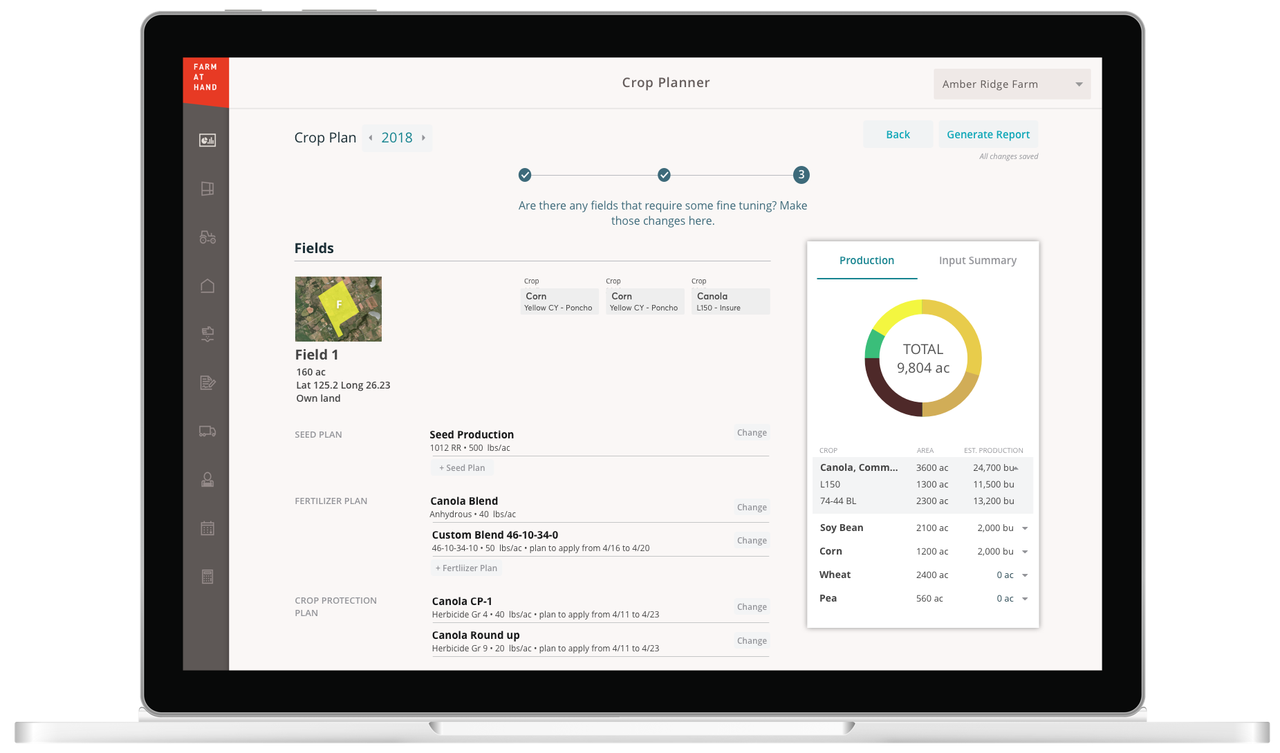 FARM
AT
HAND
Crop Planner
Amber Ridge Farm
Crop Plan 2018
Back
Generate Report
All changes saved
3
Are there any fields that require some fine tuning? Make
those changes here.
Fields
F
Field 1
160 ac
Lat 125.2 Long 26.23
Own land
Crop
Corn
Yellow CY - Poncho
Crop
Corn
Yellow CY - Poncho
Crop
Canola
L150 - Insure
SEED PLAN
Seed Production
1012 RR • 500 lbs/ac
Change
+ Seed Plan
FERTILIZER PLAN
Canola Blend
Anhydrous • 40 lbs/ac
Change
Custom Blend 46-10-34-0
46-10-34-10 • 50 lbs/ac • plan to apply from 4/16 to 4/20
Change
+ Fertliizer Plan
CROP PROTECTION
PLAN
Canola CP-1
Herbicide Gr 4 • 40 lbs/ac • plan to apply from 4/11 to 4/23
Change
Canola Round up
Herbicide Gr 9 • 20 lbs/ac • plan to apply from 4/11 to 4/23
Change
Production
Input Summary
TOTAL
9,804 ac
CROP AREA EST. PRODUCTION
Canola, Comm... 3600 ac 24,700 bu
L150 1300 ac 11,500 bu
74-44 BL 2300 ac 13,200 bu
Soy Bean 2100 ac 2,000 bu
Corn 1200 ac 2,000 bu
Wheat 2400 ac 0 ac
Pea 560 ac 0 ac